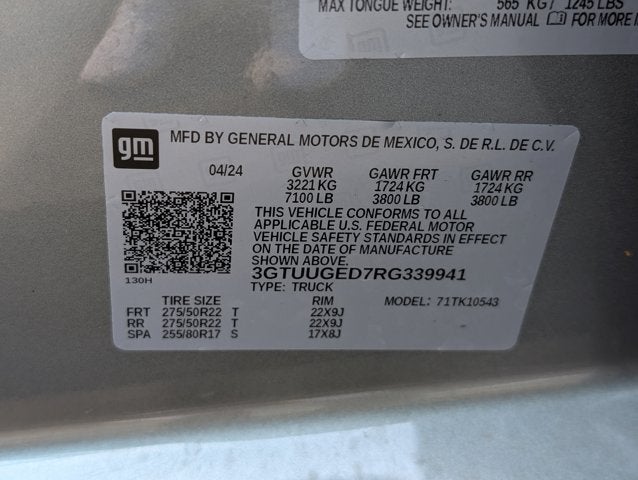 MAX TONGUE WEIGHT: 565 KG / 1245 LBS
SEE OWNER'S MANUAL FOR MORE
gm
MFD BY GENERAL MOTORS DE MEXICO, S. DE R.L. DE C.V.
04/24 GVWR GAWR FRT GAWR RR
3221 KG 1724 KG 1724 KG
7100 LB 3800 LB 3800 LB
THIS VEHICLE CONFORMS TO ALL
APPLICABLE U.S. FEDERAL MOTOR
VEHICLE SAFETY STANDARDS IN EFFECT
ON THE DATE OF MANUFACTURE
SHOWN ABOVE.
130H
3GTUUGED7RG339941
TYPE: TRUCK MODEL: 71TK10543
TIRE SIZE RIM
FRT 275/50R22 T 22X9J
RR 275/50R22 T 22X9J
SPA 255/80R17 S 17X8J